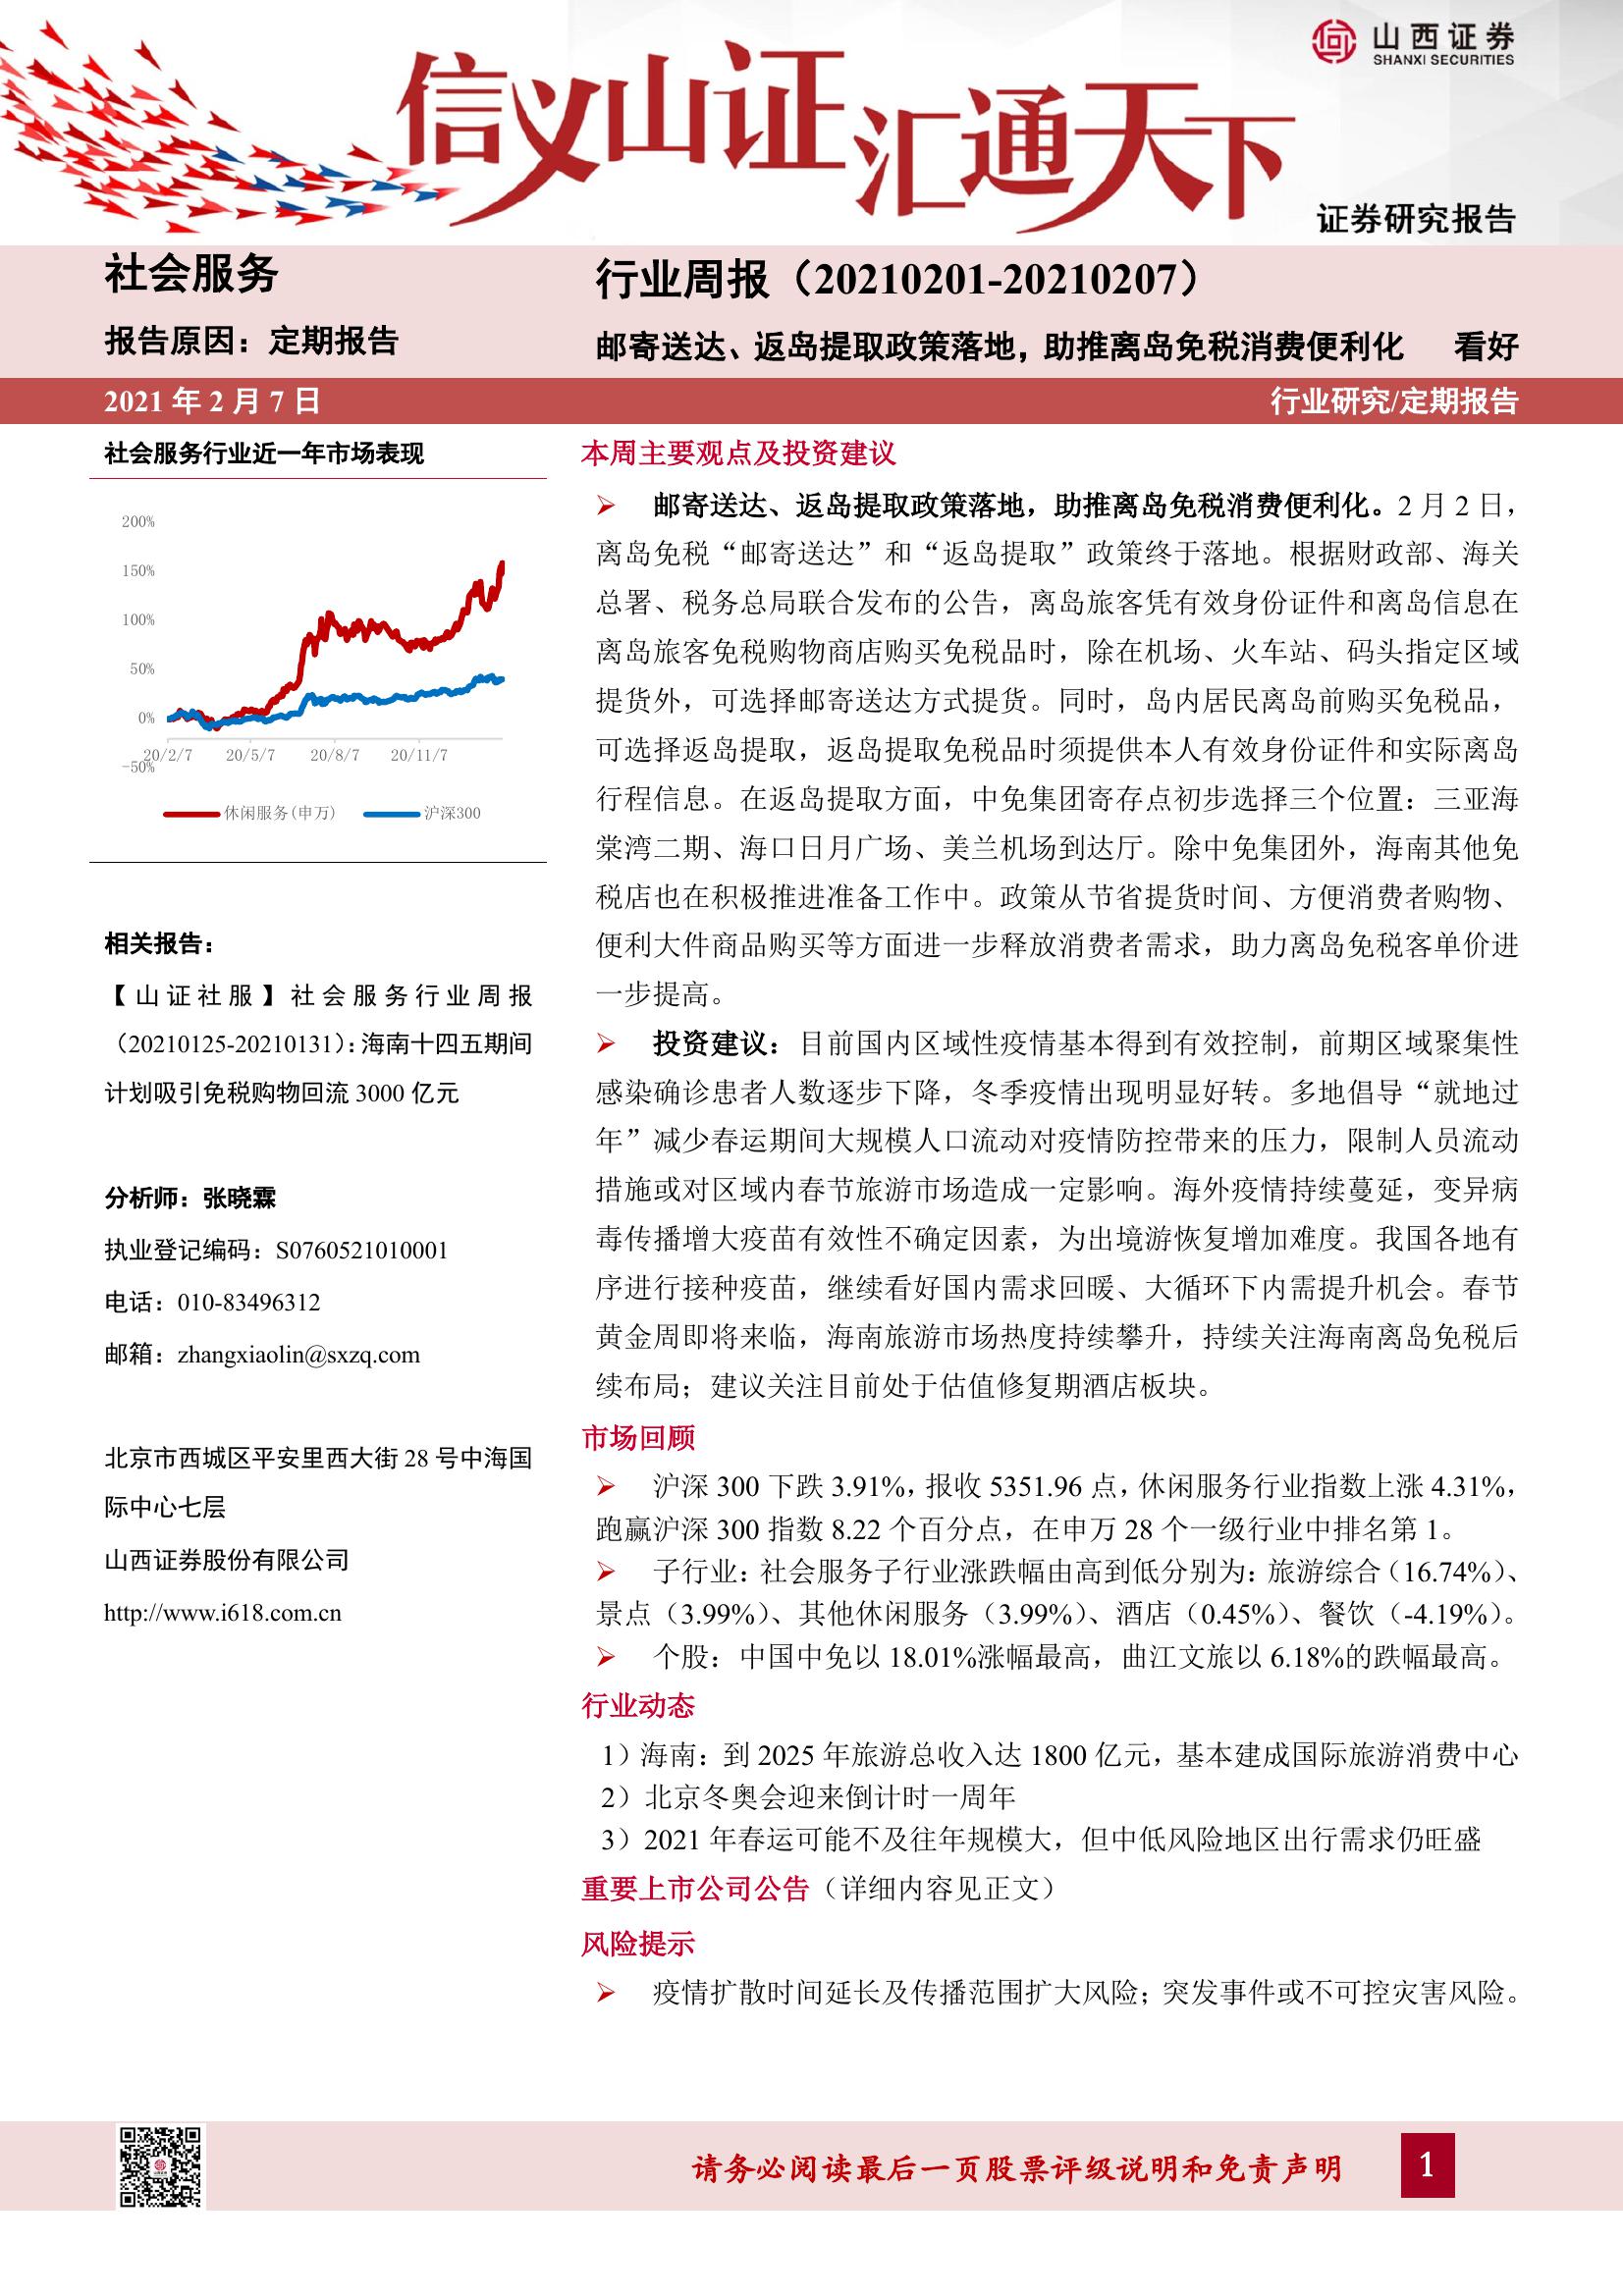 山西证券
SHANXI SECURITIES
信义山证汇通天下
证券研究报告
社会服务
报告原因：定期报告
行业周报（20210201-20210207）
邮寄送达、返岛提取政策落地，助推离岛免税消费便利化 看好
2021 年 2 月 7 日
行业研究/定期报告
社会服务行业近一年市场表现
200%
150%
100%
50%
0%
-50%
20/2/7 20/5/7 20/8/7 20/11/7
休闲服务(申万) 沪深300
相关报告：
【山证社服】社会服务行业周报
（20210125-20210131）：海南十四五期间
计划吸引免税购物回流 3000 亿元
分析师：张晓霖
执业登记编码：S0760521010001
电话：010-83496312
邮箱：zhangxiaolin@sxzq.com
北京市西城区平安里西大街 28 号中海国
际中心七层
山西证券股份有限公司
http://www.i618.com.cn
本周主要观点及投资建议
➢ 邮寄送达、返岛提取政策落地，助推离岛免税消费便利化。2 月 2 日，
离岛免税“邮寄送达”和“返岛提取”政策终于落地。根据财政部、海关
总署、税务总局联合发布的公告，离岛旅客凭有效身份证件和离岛信息在
离岛旅客免税购物商店购买免税品时，除在机场、火车站、码头指定区域
提货外，可选择邮寄送达方式提货。同时，岛内居民离岛前购买免税品，
可选择返岛提取，返岛提取免税品时须提供本人有效身份证件和实际离岛
行程信息。在返岛提取方面，中免集团寄存点初步选择三个位置：三亚海
棠湾二期、海口日月广场、美兰机场到达厅。除中免集团外，海南其他免
税店也在积极推进准备工作中。政策从节省提货时间、方便消费者购物、
便利大件商品购买等方面进一步释放消费者需求，助力离岛免税客单价进
一步提高。
➢ 投资建议：目前国内区域性疫情基本得到有效控制，前期区域聚集性
感染确诊患者人数逐步下降，冬季疫情出现明显好转。多地倡导“就地过
年”减少春运期间大规模人口流动对疫情防控带来的压力，限制人员流动
措施或对区域内春节旅游市场造成一定影响。海外疫情持续蔓延，变异病
毒传播增大疫苗有效性不确定因素，为出境游恢复增加难度。我国各地有
序进行接种疫苗，继续看好国内需求回暖、大循环下内需提升机会。春节
黄金周即将来临，海南旅游市场热度持续攀升，持续关注海南离岛免税后
续布局；建议关注目前处于估值修复期酒店板块。
市场回顾
➢ 沪深 300 下跌 3.91%，报收 5351.96 点，休闲服务行业指数上涨 4.31%，
跑赢沪深 300 指数 8.22 个百分点，在申万 28 个一级行业中排名第 1。
➢ 子行业：社会服务子行业涨跌幅由高到低分别为：旅游综合（16.74%）、
景点（3.99%）、其他休闲服务（3.99%）、酒店（0.45%）、餐饮（-4.19%）。
➢ 个股：中国中免以 18.01%涨幅最高，曲江文旅以 6.18%的跌幅最高。
行业动态
1）海南：到 2025 年旅游总收入达 1800 亿元，基本建成国际旅游消费中心
2）北京冬奥会迎来倒计时一周年
3）2021 年春运可能不及往年规模大，但中低风险地区出行需求仍旺盛
重要上市公司公告（详细内容见正文）
风险提示
➢ 疫情扩散时间延长及传播范围扩大风险；突发事件或不可控灾害风险。
请务必阅读最后一页股票评级说明和免责声明
1